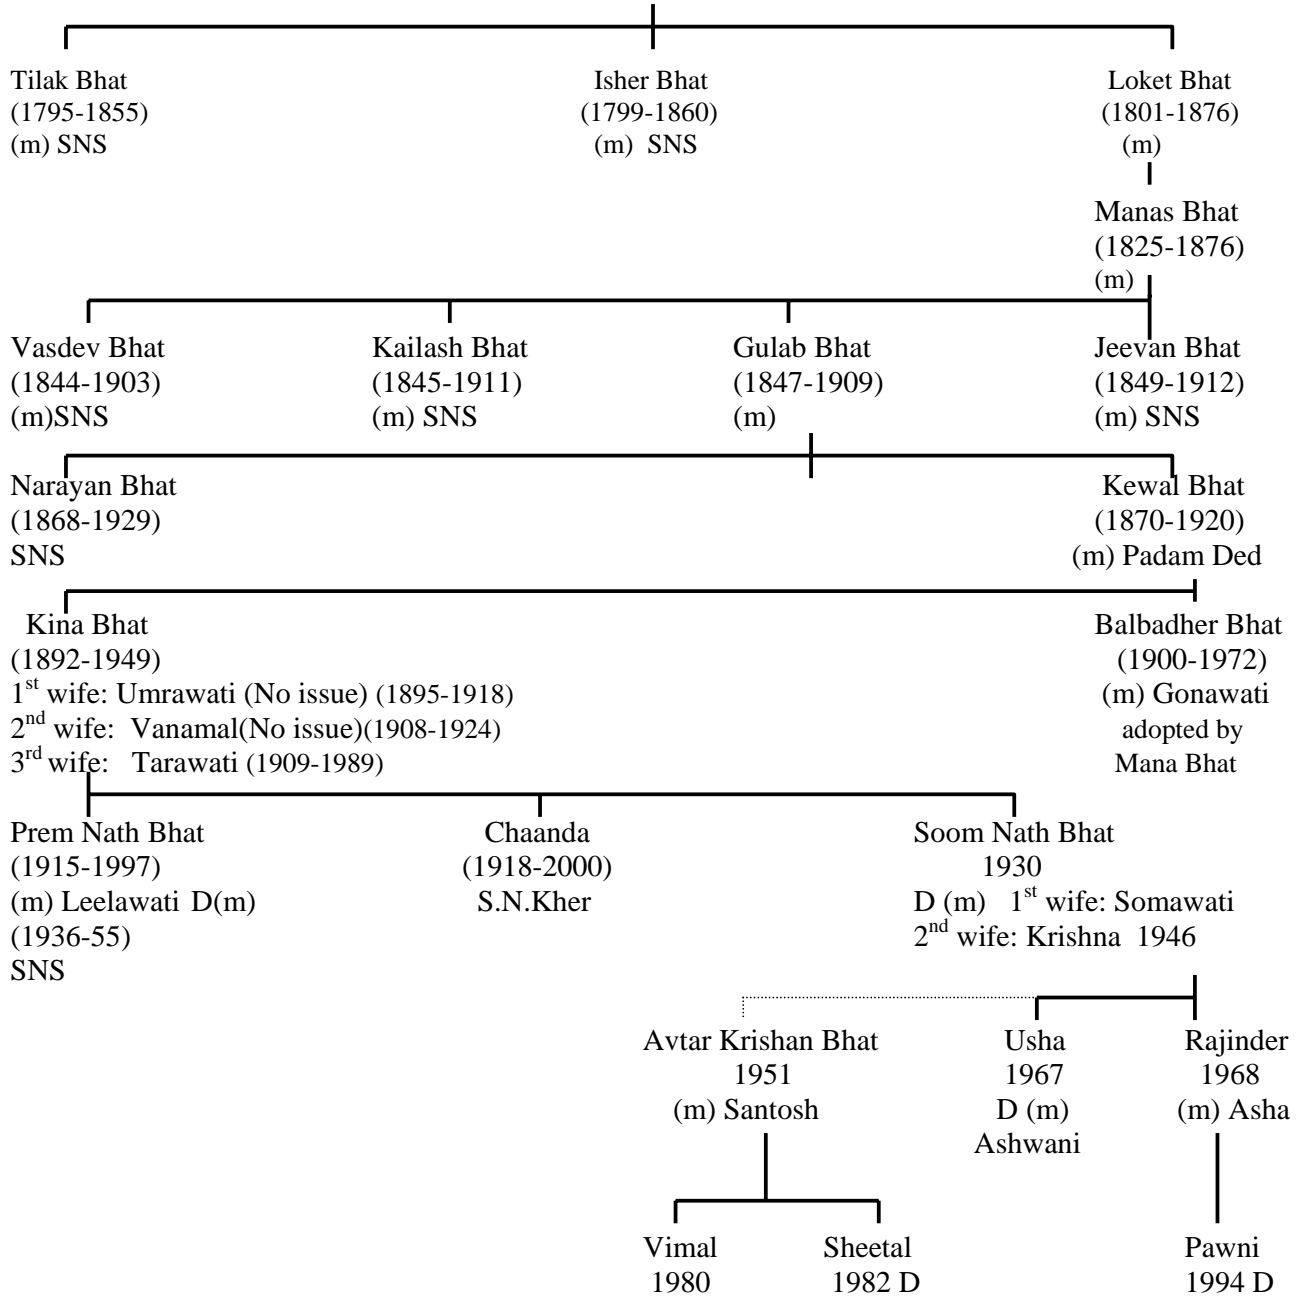 Tilak Bhat Isher Bhat Loket Bhat
(1795-1855) (1799-1860) (1801-1876)
(m) SNS (m) SNS (m)
Manas Bhat
(1825-1876)
(m)
Vasdev Bhat Kailash Bhat Gulab Bhat Jeevan Bhat
(1844-1903) (1845-1911) (1847-1909) (1849-1912)
(m)SNS (m) SNS (m) (m) SNS
Narayan Bhat Kewal Bhat
(1868-1929) (1870-1920)
SNS (m) Padam Ded
Kina Bhat Balbadher Bhat
(1892-1949) (1900-1972)
1st wife: Umrawati (No issue) (1895-1918) (m) Gonawati
2nd wife: Vanamal(No issue)(1908-1924) adopted by
3rd wife: Tarawati (1909-1989) Mana Bhat
Prem Nath Bhat Chaanda Soom Nath Bhat
(1915-1997) (1918-2000) 1930
(m) Leelawati D(m) S.N.Kher D (m) 1st wife: Somawati
(1936-55) 2nd wife: Krishna 1946
SNS
Avtar Krishan Bhat Usha Rajinder
1951 1967 1968
(m) Santosh D (m) (m) Asha
Ashwani
Vimal Sheetal Pawni
1980 1982 D 1994 D